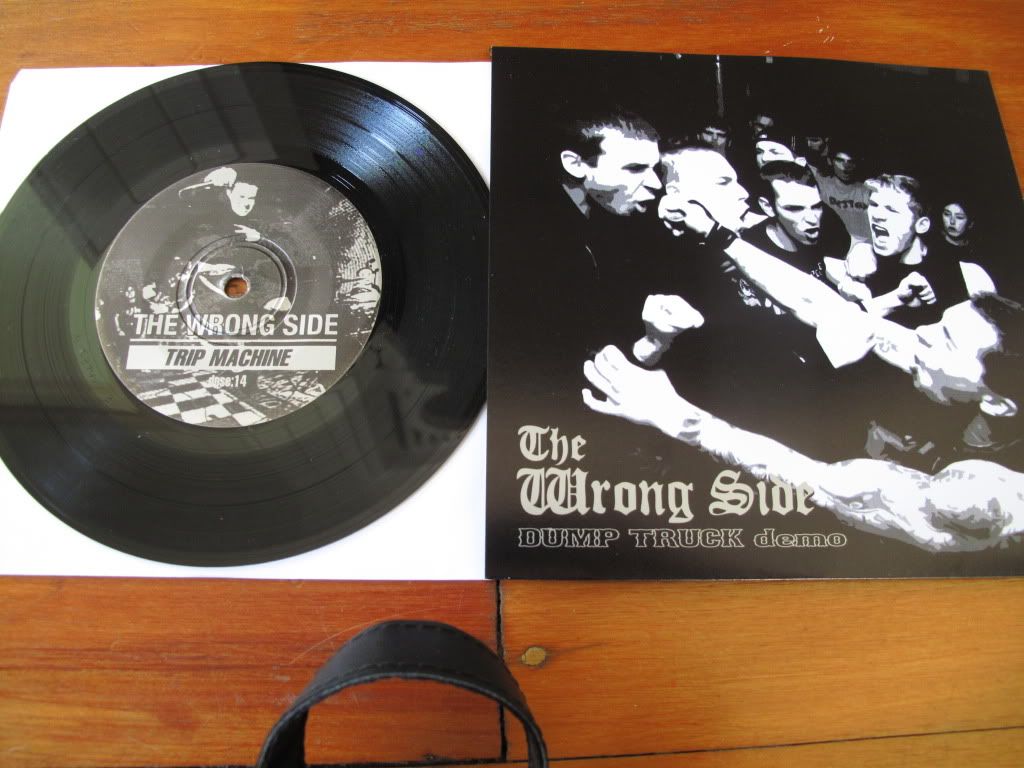 THE WRONG SIDE
TRIP MACHINE
dose:14
The
Wrong Side
DUMP TRUCK demo